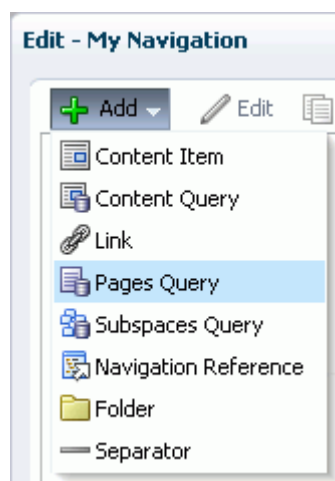 Edit - My Navigation
Add Edit
Content Item
Content Query
Link
Pages Query
Subspaces Query
Navigation Reference
Folder
Separator